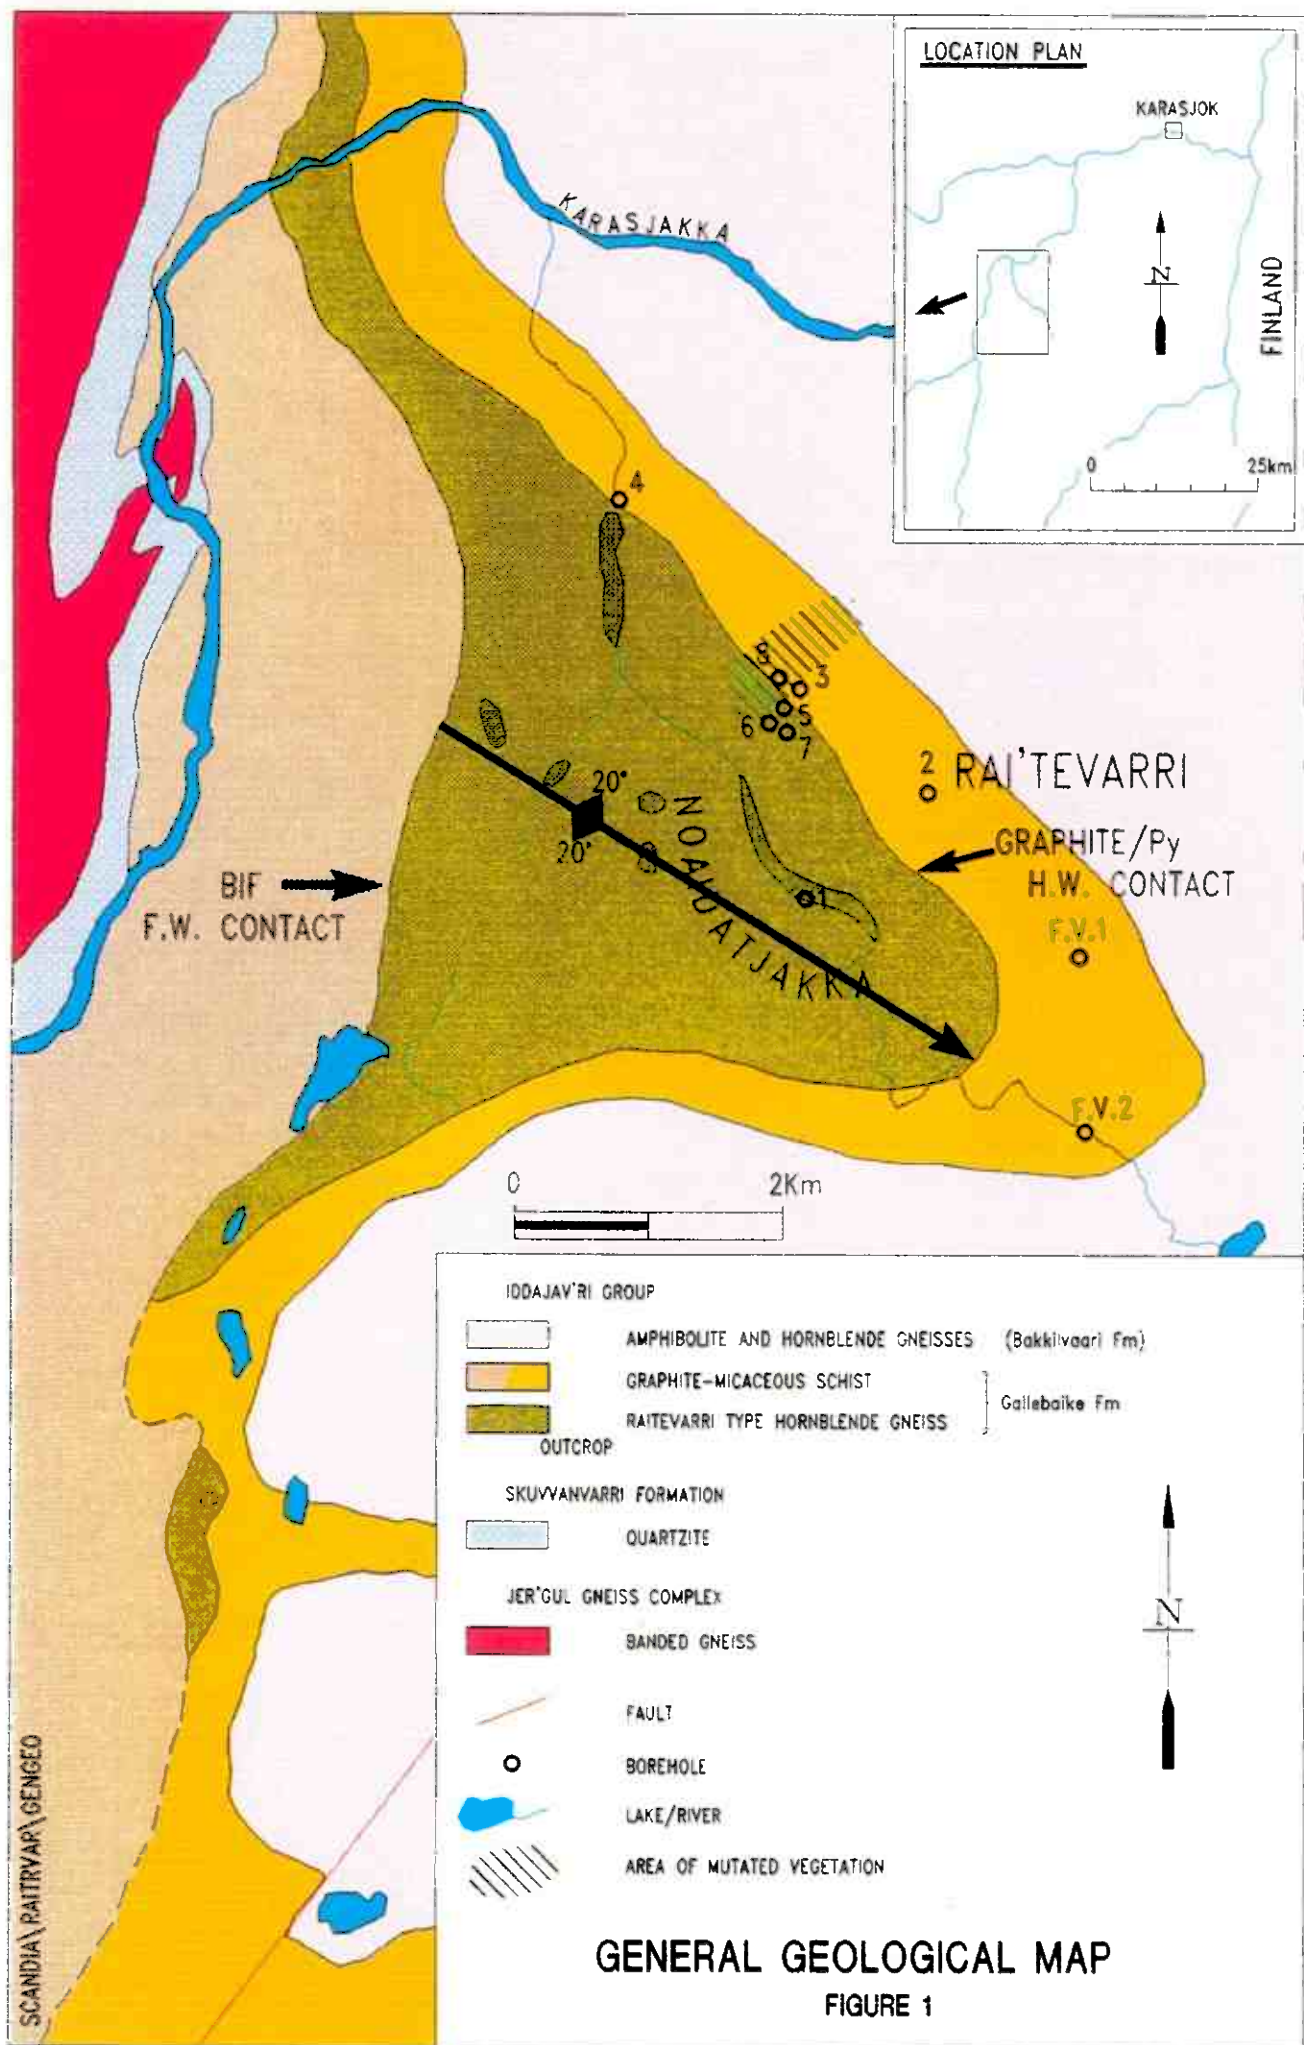 LOCATION PLAN
KARASJOK
N
FINLAND
0 25km
KARASJAKKA
4
8
3
5
6
7
2
RAI'TEVARRI
GRAPHITE/Py
H.W. CONTACT
20°
20°
BIF
F.W. CONTACT
1
F.V.1
F.V.2
0 2Km
IDDAJAV'RI GROUP
AMPHIBOLITE AND HORNBLENDE GNEISSES (Bakkilvaari Fm)
GRAPHITE-MICACEOUS SCHIST
Gallebaike Fm
RAITEVARRI TYPE HORNBLENDE GNEISS
OUTCROP
SKUVVANVARRI FORMATION
QUARTZITE
JER'GUL GNEISS COMPLEX
BANDED GNEISS
N
FAULT
BOREHOLE
LAKE/RIVER
AREA OF MUTATED VEGETATION
SCANDIA\RAITRVAR\GENGEO
GENERAL GEOLOGICAL MAP
FIGURE 1